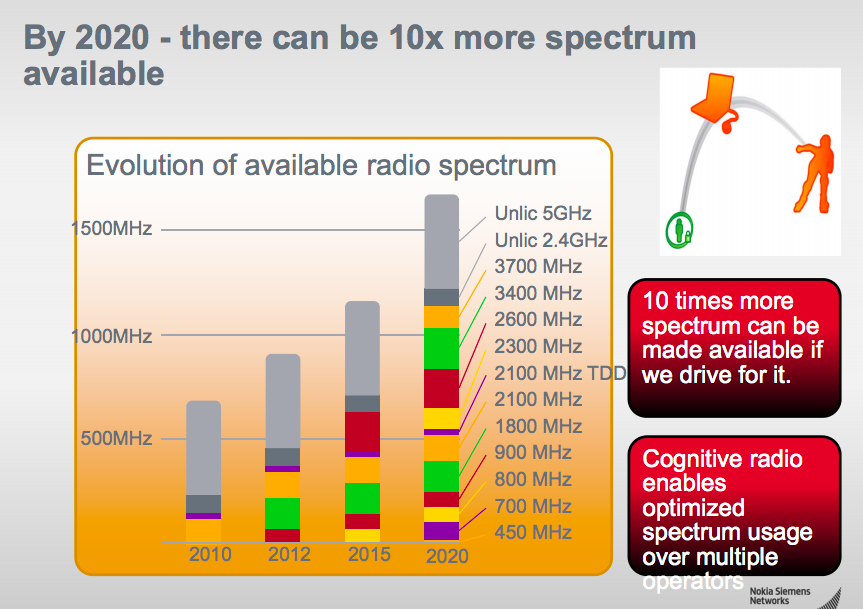 By 2020 - there can be 10x more spectrum
available
Evolution of available radio spectrum
1500MHz
1000MHz
500MHz
2010
2012
2015
2020
Unlic 5GHz
Unlic 2.4GHz
3700 MHz
3400 MHz
2600 MHz
2300 MHz
2100 MHz TDD
2100 MHz
1800 MHz
900 MHz
800 MHz
700 MHz
450 MHz
10 times more
spectrum can be
made available if
we drive for it.
Cognitive radio
enables
optimized
spectrum usage
over multiple
operators
Nokia Siemens
Networks